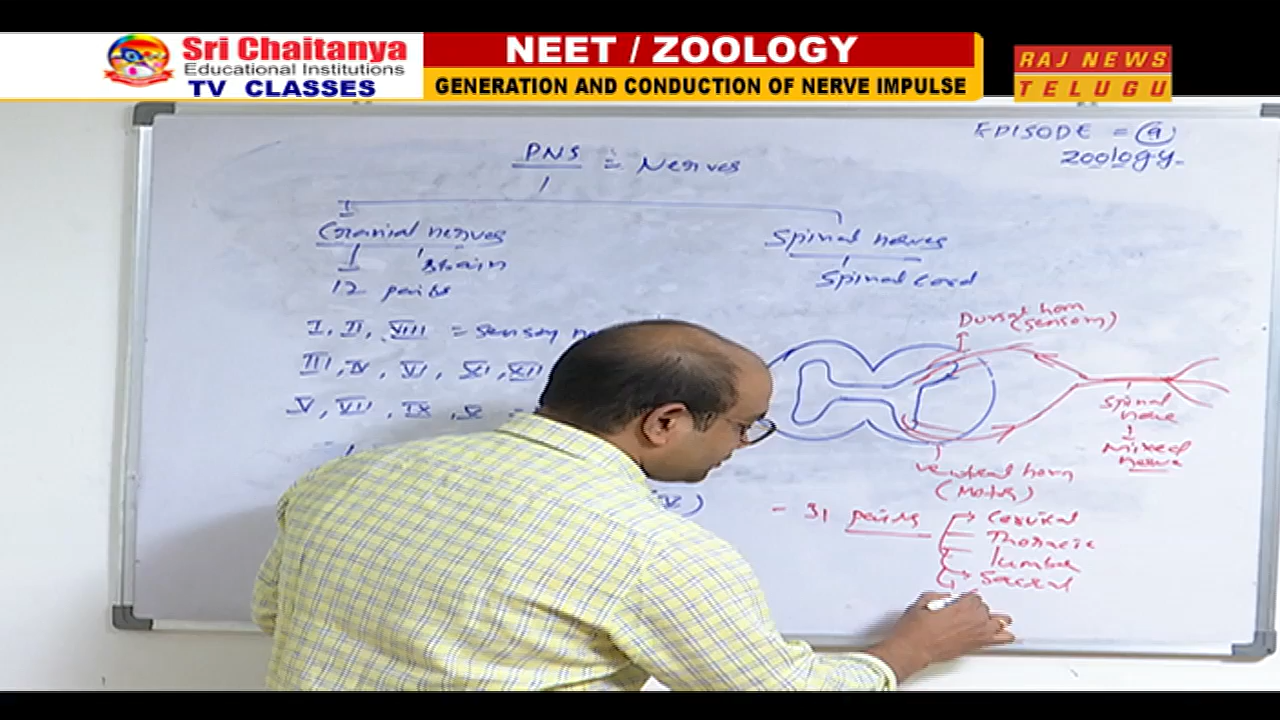 Sri Chaitanya
Educational Institutions
TV CLASSES
NEET / ZOOLOGY
GENERATION AND CONDUCTION OF NERVE IMPULSE
RAJ NEWS
TELUGU
EPISODE = 9
Zoology
PNS = Nerves
Cranial nerves
brain
12 pairs
I, II, VIII = sensory
III, IV, VI, XI, XII
V, VII, IX, X =
Spinal nerves
Spinal cord
Dorsal horn
(sensory)
Spinal
nerve
Mixed
nerve
Ventral horn
(Motor)
- 31 pairs
Cervical
Thoracic
lumbar
Sacral